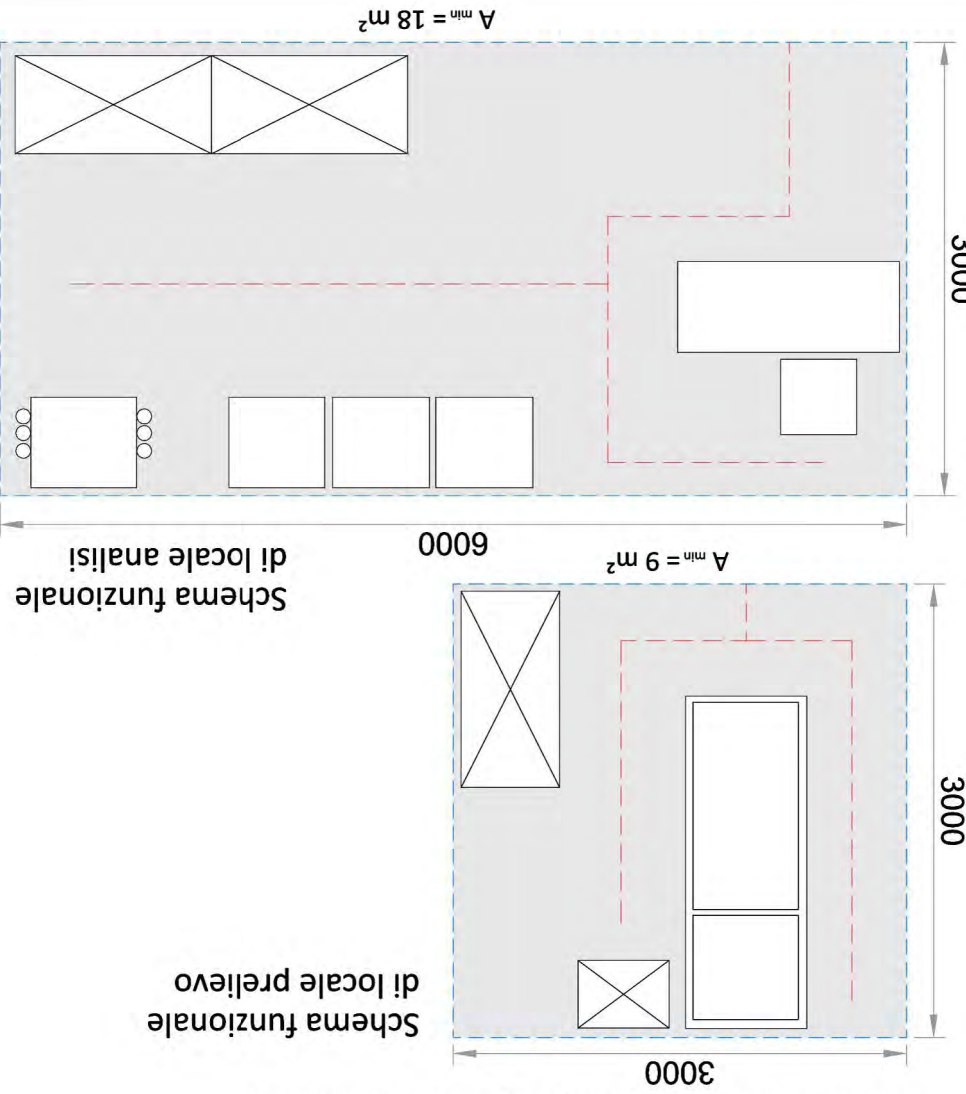 Schema funzionale
di locale prelievo
3000
3000
A min = 9 m²
Schema funzionale
di locale analisi
6000
3000
A min = 18 m²